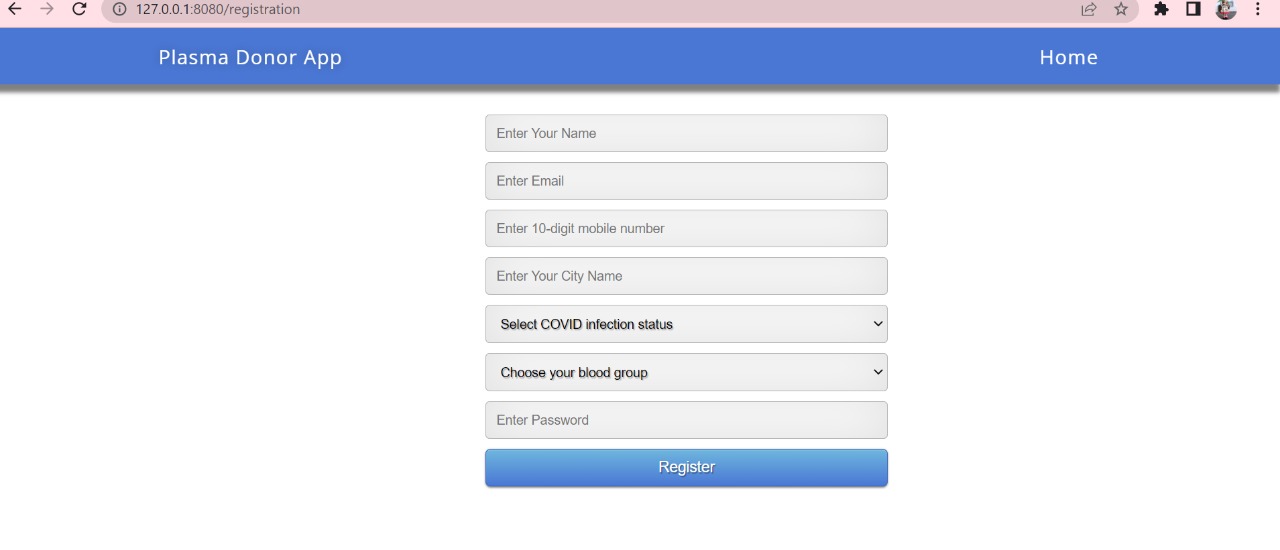 127.0.0.1:8080/registration
Plasma Donor App Home
Enter Your Name
Enter Email
Enter 10-digit mobile number
Enter Your City Name
Select COVID infection status
Choose your blood group
Enter Password
Register